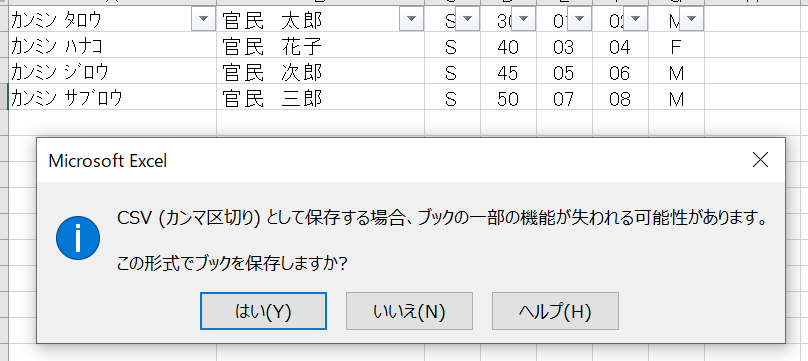 ｶﾝﾐﾝ ﾀﾛｳ 官民　太郎 S 30 01 02 M
ｶﾝﾐﾝ ﾊﾅｺ 官民　花子 S 40 03 04 F
ｶﾝﾐﾝ ｼﾞﾛｳ 官民　次郎 S 45 05 06 M
ｶﾝﾐﾝ ｻﾌﾞﾛｳ 官民　三郎 S 50 07 08 M
Microsoft Excel
CSV (カンマ区切り) として保存する場合、ブックの一部の機能が失われる可能性があります。
この形式でブックを保存しますか?
はい(Y) いいえ(N) ヘルプ(H)